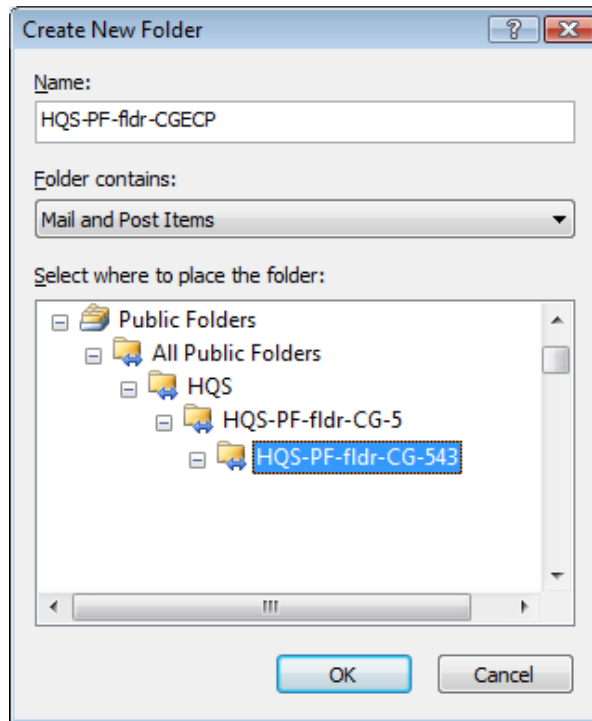 Create New Folder
Name:
HQS-PF-fldr-CGECP
Folder contains:
Mail and Post Items
Select where to place the folder:
Public Folders
All Public Folders
HQS
HQS-PF-fldr-CG-5
HQS-PF-fldr-CG-543
OK Cancel